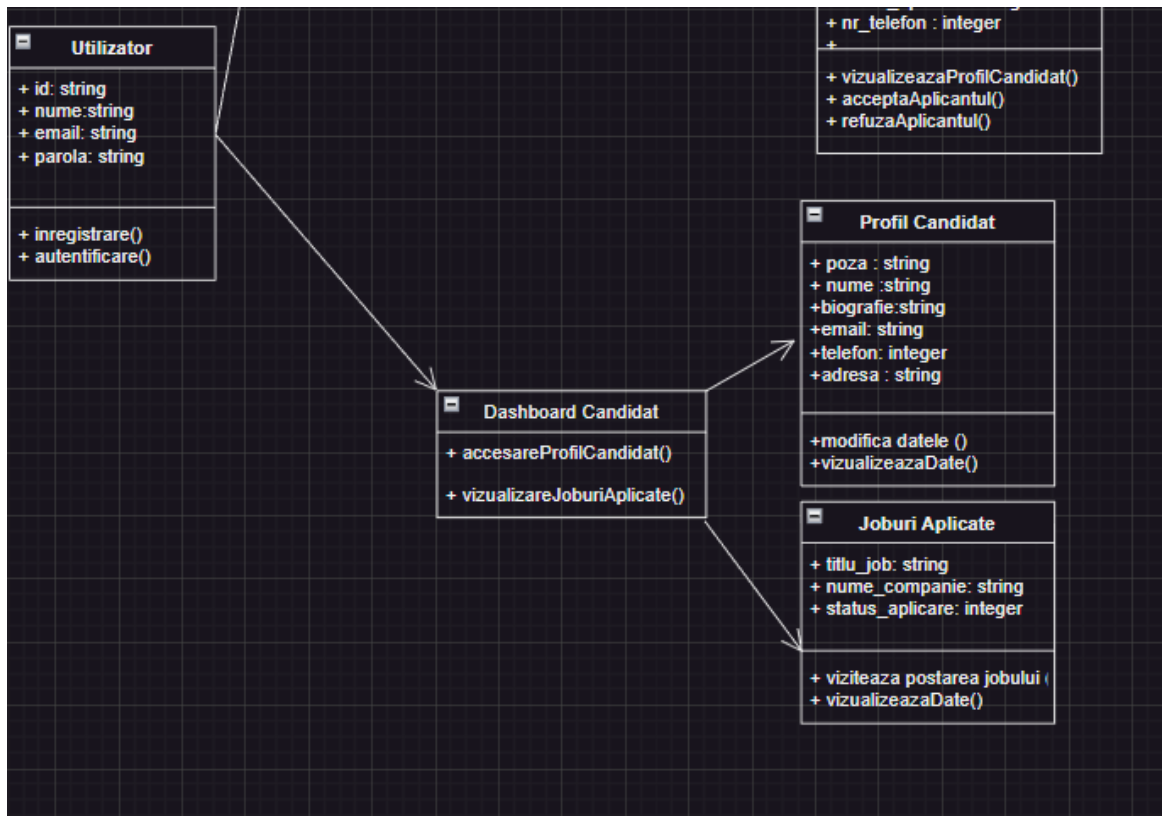 Utilizator
+ id: string
+ nume:string
+ email: string
+ parola: string
+ inregistrare()
+ autentificare()
+ nr_telefon : integer
+
+ vizualizeazaProfilCandidat()
+ acceptaAplicantul()
+ refuzaAplicantul()
Dashboard Candidat
+ accesareProfilCandidat()
+ vizualizareJoburiAplicate()
Profil Candidat
+ poza : string
+ nume :string
+biografie:string
+email: string
+telefon: integer
+adresa : string
+modifica datele ()
+vizualizeazaDate()
Joburi Aplicate
+ titlu_job: string
+ nume_companie: string
+ status_aplicare: integer
+ viziteaza postarea jobului (
+ vizualizeazaDate()